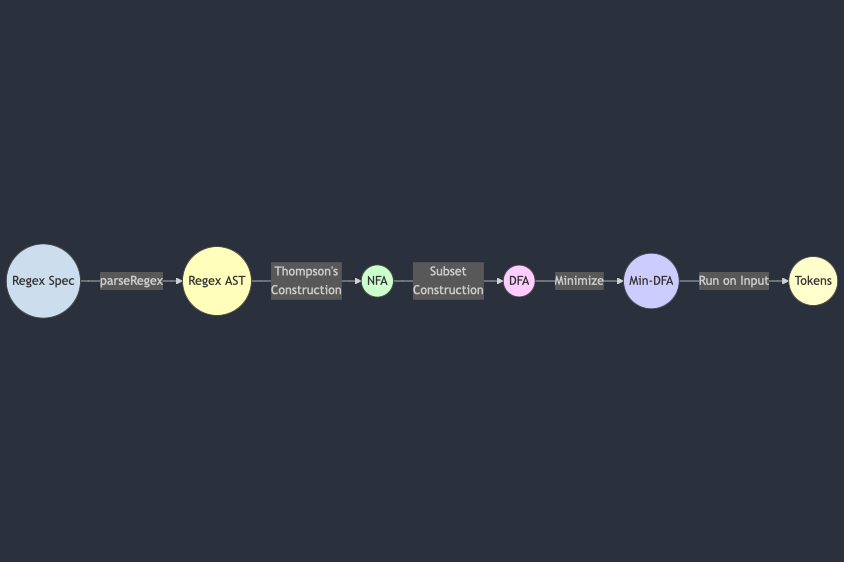 Regex Spec
parseRegex
Regex AST
Thompson's
Construction
NFA
Subset
Construction
DFA
Minimize
Min-DFA
Run on Input
Tokens